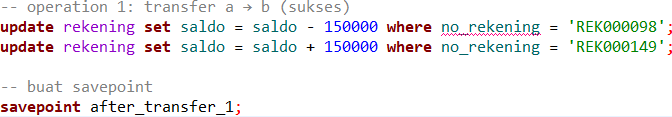 -- operation 1: transfer a → b (sukses)
update rekening set saldo = saldo - 150000 where no_rekening = 'REK000098';
update rekening set saldo = saldo + 150000 where no_rekening = 'REK000149';
-- buat savepoint
savepoint after_transfer_1;